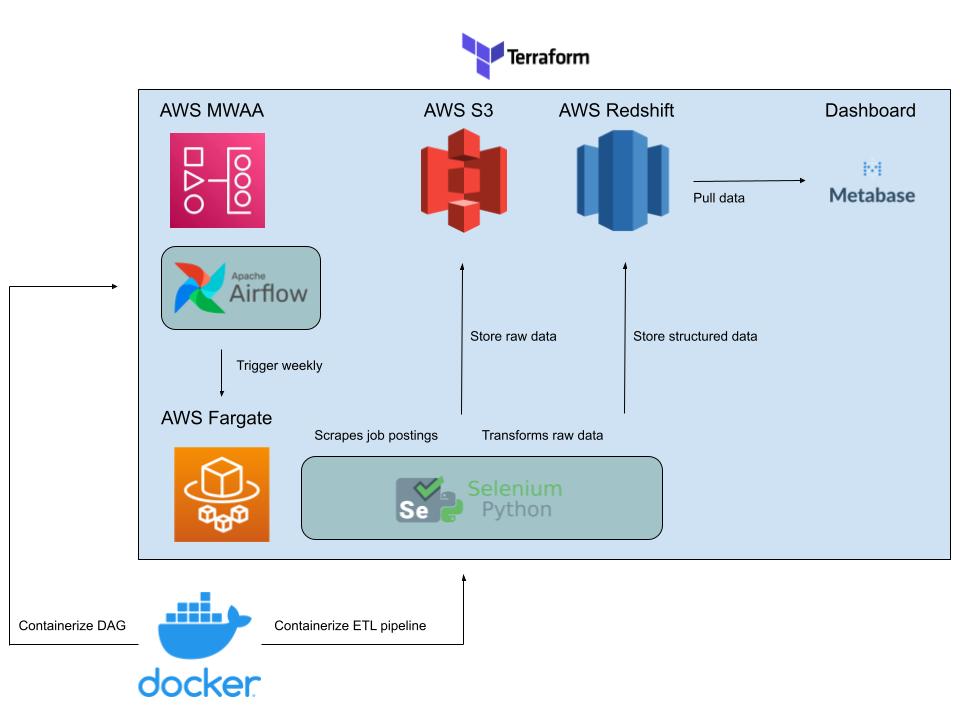 Terraform
AWS MWAA
AWS S3
AWS Redshift
Dashboard
Metabase
Pull data
Apache
Airflow
Store raw data
Store structured data
Trigger weekly
AWS Fargate
Scrapes job postings
Transforms raw data
Se
Selenium
Python
Containerize DAG
Containerize ETL pipeline
docker